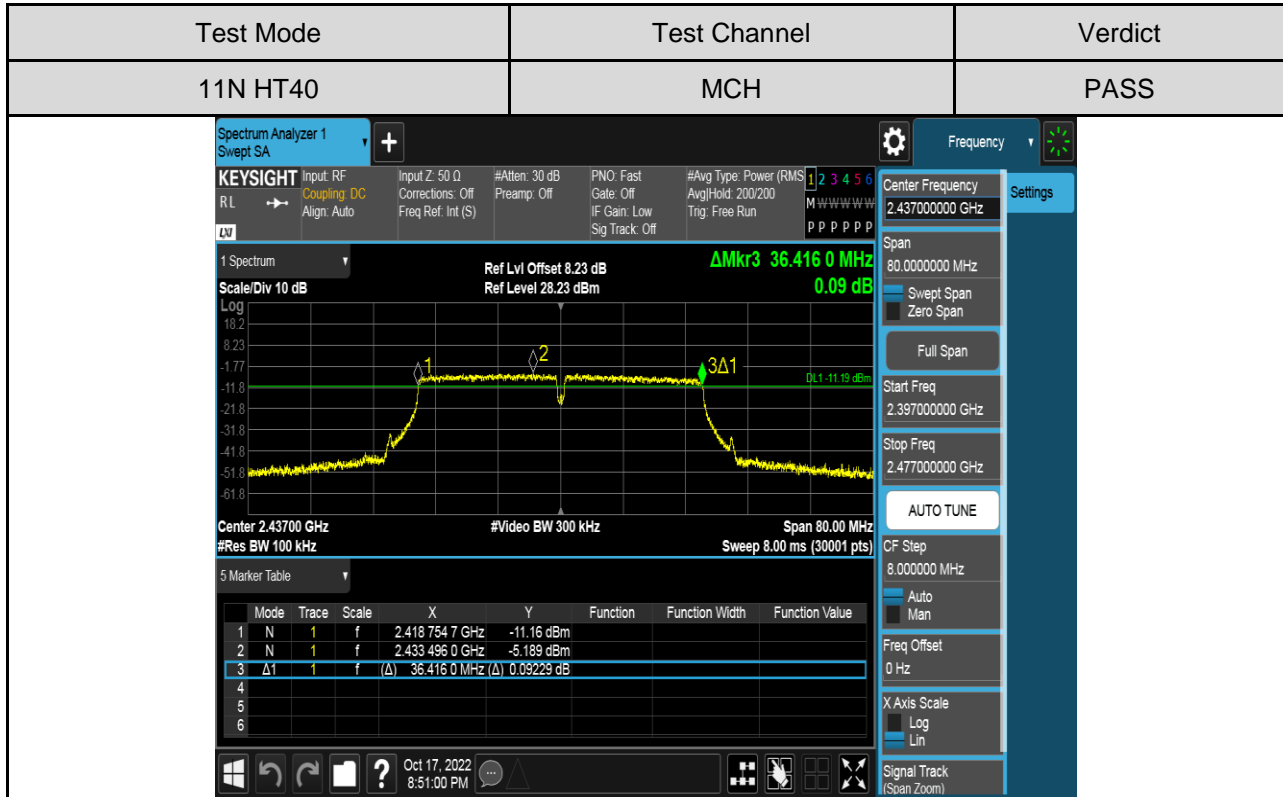 Test Mode Test Channel Verdict
11N HT40 MCH PASS
Spectrum Analyzer 1
Swept SA
+
Frequency
KEYSIGHT
RL
LXI
Input: RF
Coupling: DC
Align: Auto
Input Z: 50 Ω
Corrections: Off
Freq Ref: Int (S)
#Atten: 30 dB
Preamp: Off
PNO: Fast
Gate: Off
IF Gain: Low
Sig Track: Off
#Avg Type: Power (RMS
Avg|Hold: 200/200
Trig: Free Run
1 2 3 4 5 6
M W W W W W
P P P P P P
Center Frequency
2.437000000 GHz
Settings
1 Spectrum
Scale/Div 10 dB
Ref Lvl Offset 8.23 dB
Ref Level 28.23 dBm
ΔMkr3 36.416 0 MHz
0.09 dB
Log
18.2
8.23
-1.77
-11.8
-21.8
-31.8
-41.8
-51.8
-61.8
1
2
3Δ1
DL1 -11.19 dBm
Center 2.43700 GHz
#Res BW 100 kHz
#Video BW 300 kHz
Span 80.00 MHz
Sweep 8.00 ms (30001 pts)
Span
80.0000000 MHz
Swept Span
Zero Span
Full Span
Start Freq
2.397000000 GHz
Stop Freq
2.477000000 GHz
AUTO TUNE
CF Step
8.000000 MHz
Auto
Man
Freq Offset
0 Hz
X Axis Scale
Log
Lin
Signal Track
(Span Zoom)
5 Marker Table
Mode Trace Scale X Y Function Function Width Function Value
1 N 1 f 2.418 754 7 GHz -11.16 dBm
2 N 1 f 2.433 496 0 GHz -5.189 dBm
3 Δ1 1 f (Δ) 36.416 0 MHz (Δ) 0.09229 dB
4
5
6
?
Oct 17, 2022
8:51:00 PM